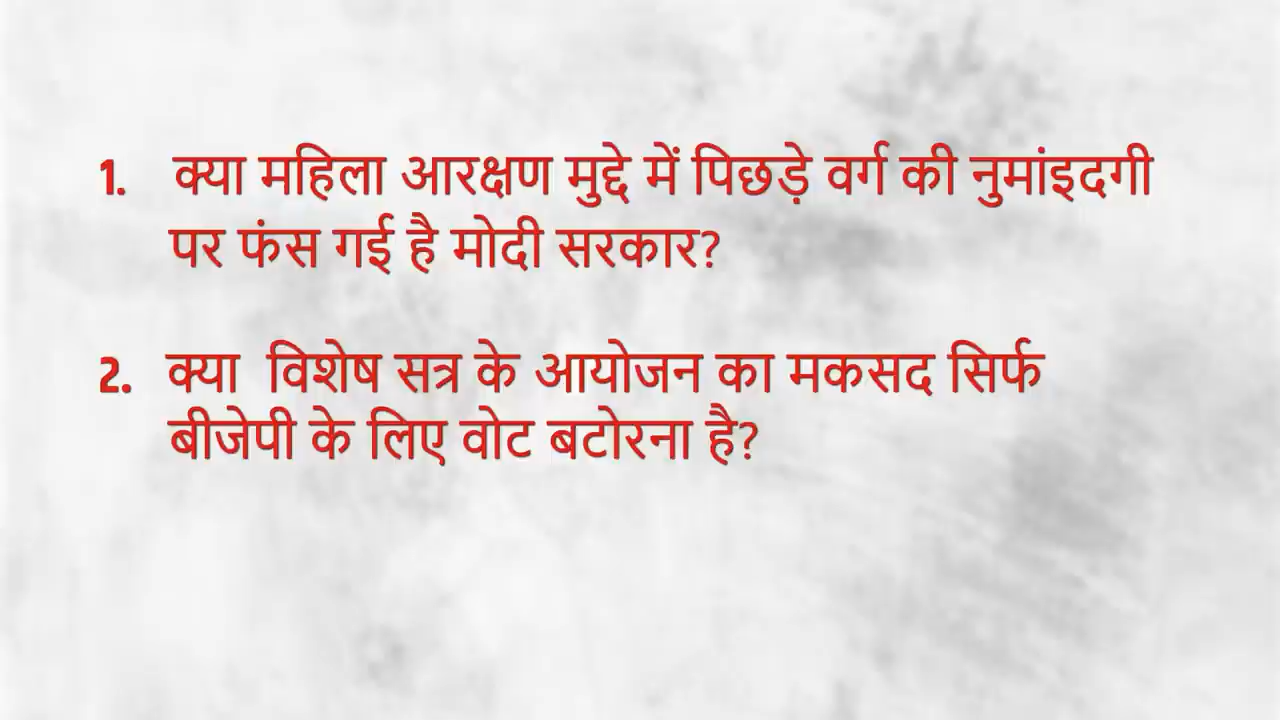 1. क्या महिला आरक्षण मुद्दे में पिछड़े वर्ग की नुमांइदगी
पर फंस गई है मोदी सरकार?
2. क्या विशेष सत्र के आयोजन का मकसद सिर्फ
बीजेपी के लिए वोट बटोरना है?